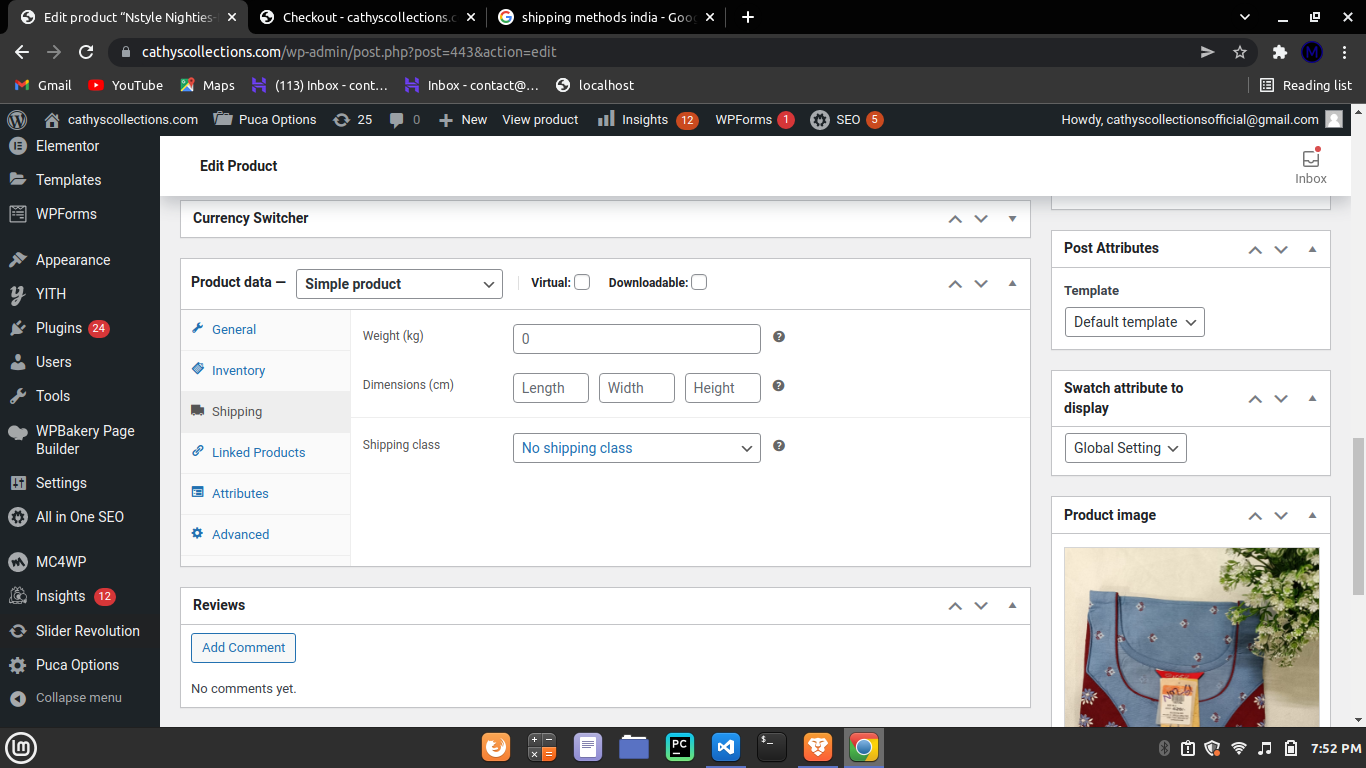 Edit product “Nstyle Nighties-
Checkout - cathyscollections.c
shipping methods india - Goo
cathyscollections.com/wp-admin/post.php?post=443&action=edit
Gmail
YouTube
Maps
(113) Inbox - cont...
Inbox - contact@...
localhost
Reading list
cathyscollections.com
Puca Options
25
0
New
View product
Insights 12
WPForms 1
SEO 5
Howdy, cathyscollectionsofficial@gmail.com
Elementor
Templates
WPForms
Appearance
YITH
Plugins 24
Users
Tools
WPBakery Page
Builder
Settings
All in One SEO
MC4WP
Insights 12
Slider Revolution
Puca Options
Collapse menu
Edit Product
Inbox
Currency Switcher
Product data —
Simple product
Virtual:
Downloadable:
General
Inventory
Shipping
Linked Products
Attributes
Advanced
Weight (kg)
0
Dimensions (cm)
Length
Width
Height
Shipping class
No shipping class
Reviews
Add Comment
No comments yet.
Post Attributes
Template
Default template
Swatch attribute to
display
Global Setting
Product image
PC
7:52 PM